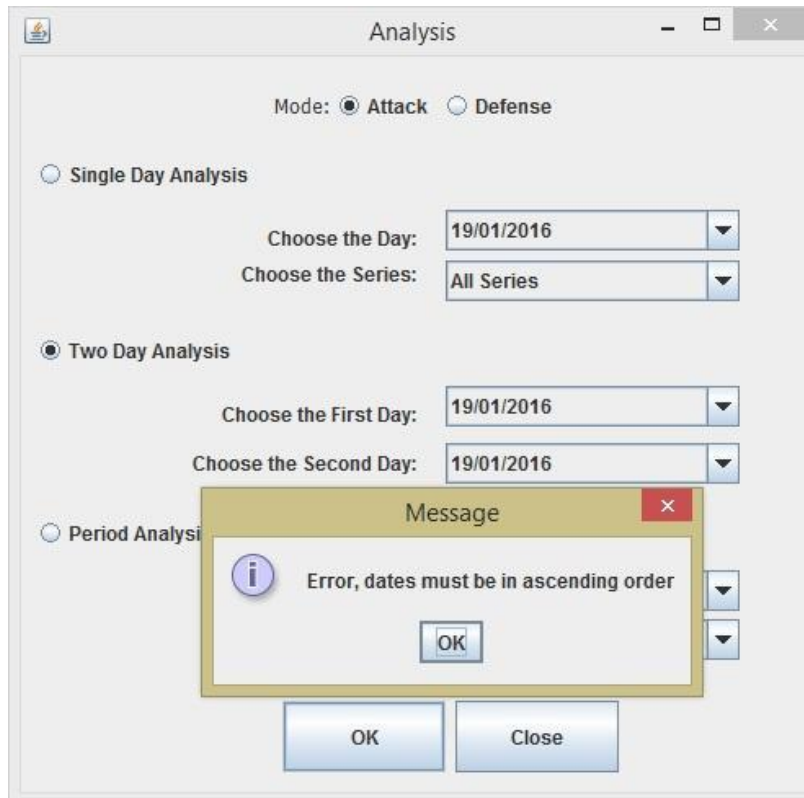 Analysis
Mode: Attack Defense
Single Day Analysis
Choose the Day: 19/01/2016
Choose the Series: All Series
Two Day Analysis
Choose the First Day: 19/01/2016
Choose the Second Day: 19/01/2016
Period Analysi
Message
Error, dates must be in ascending order
OK
OK Close